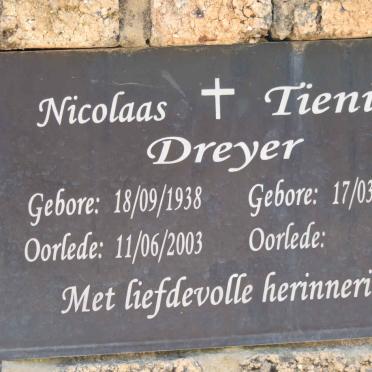 Nicolaas Tieni
Dreyer
Gebore: 18/09/1938 Gebore: 17/03
Oorlede: 11/06/2003 Oorlede:
Met liefdevolle herinneri